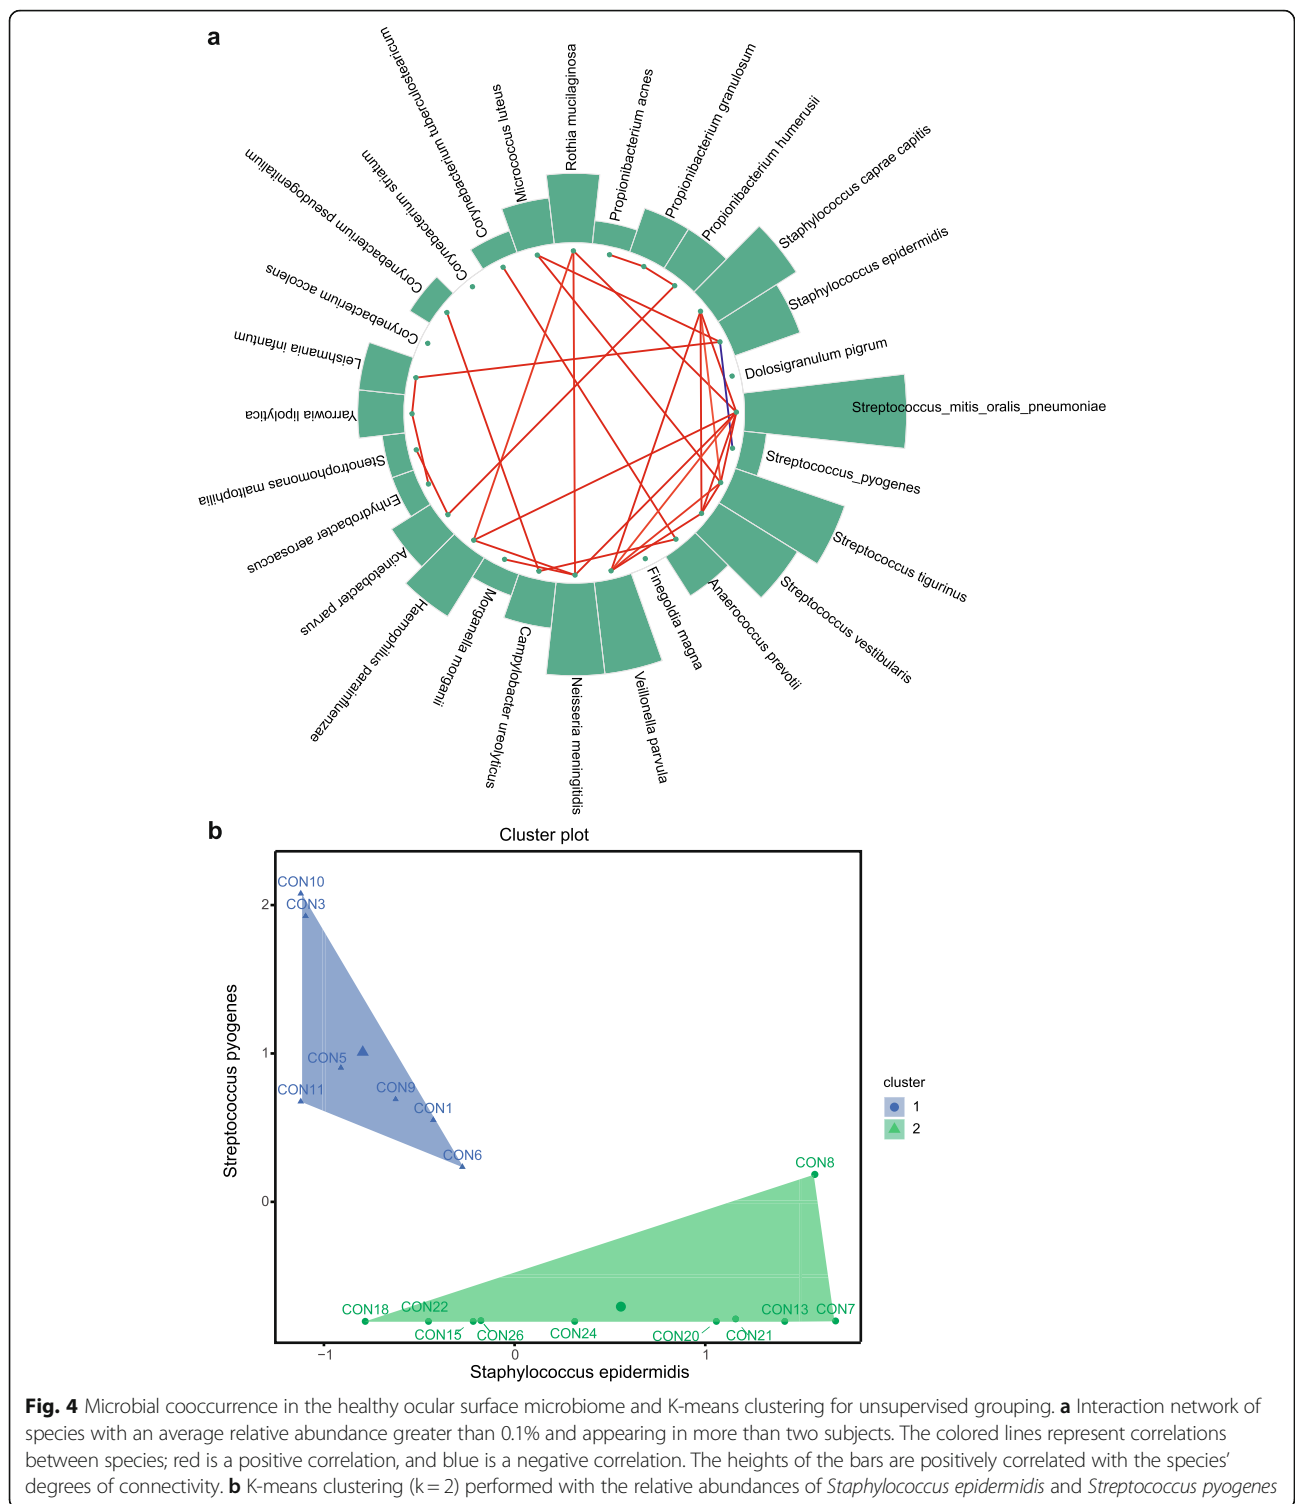 a
Corynebacterium tuberculostearicum
Micrococcus luteus
Rothia mucilaginosa
Propionibacterium acnes
Propionibacterium granulosum
Propionibacterium humerusii
Staphylococcus caprae capitis
Staphylococcus epidermidis
Dolosigranulum pigrum
Streptococcus_mitis_oralis_pneumoniae
Streptococcus_pyogenes
Streptococcus tigurinus
Streptococcus vestibularis
Anaerococcus prevotii
Finegoldia magna
Veillonella parvula
Neisseria meningitidis
Campylobacter ureolyticus
Morganella morganii
Haemophilus parainfluenzae
Acinetobacter parvus
Enhydrobacter aerosaccus
Stenotrophomonas maltophilia
Yarrowia lipolytica
Leishmania infantum
Corynebacterium accolens
Corynebacterium pseudogenitalium
Corynebacterium striatum
b
Cluster plot
CON10
2
CON3
Streptococcus pyogenes
1
CON5
CON11
CON9
CON1
CON6
cluster
1
2
CON8
0
CON18
CON22
CON13
CON7
CON15
CON26
CON24
CON20
CON21
−1
0
1
Staphylococcus epidermidis
Fig. 4 Microbial cooccurrence in the healthy ocular surface microbiome and K-means clustering for unsupervised grouping. a Interaction network of
species with an average relative abundance greater than 0.1% and appearing in more than two subjects. The colored lines represent correlations
between species; red is a positive correlation, and blue is a negative correlation. The heights of the bars are positively correlated with the species’
degrees of connectivity. b K-means clustering (k = 2) performed with the relative abundances of Staphylococcus epidermidis and Streptococcus pyogenes